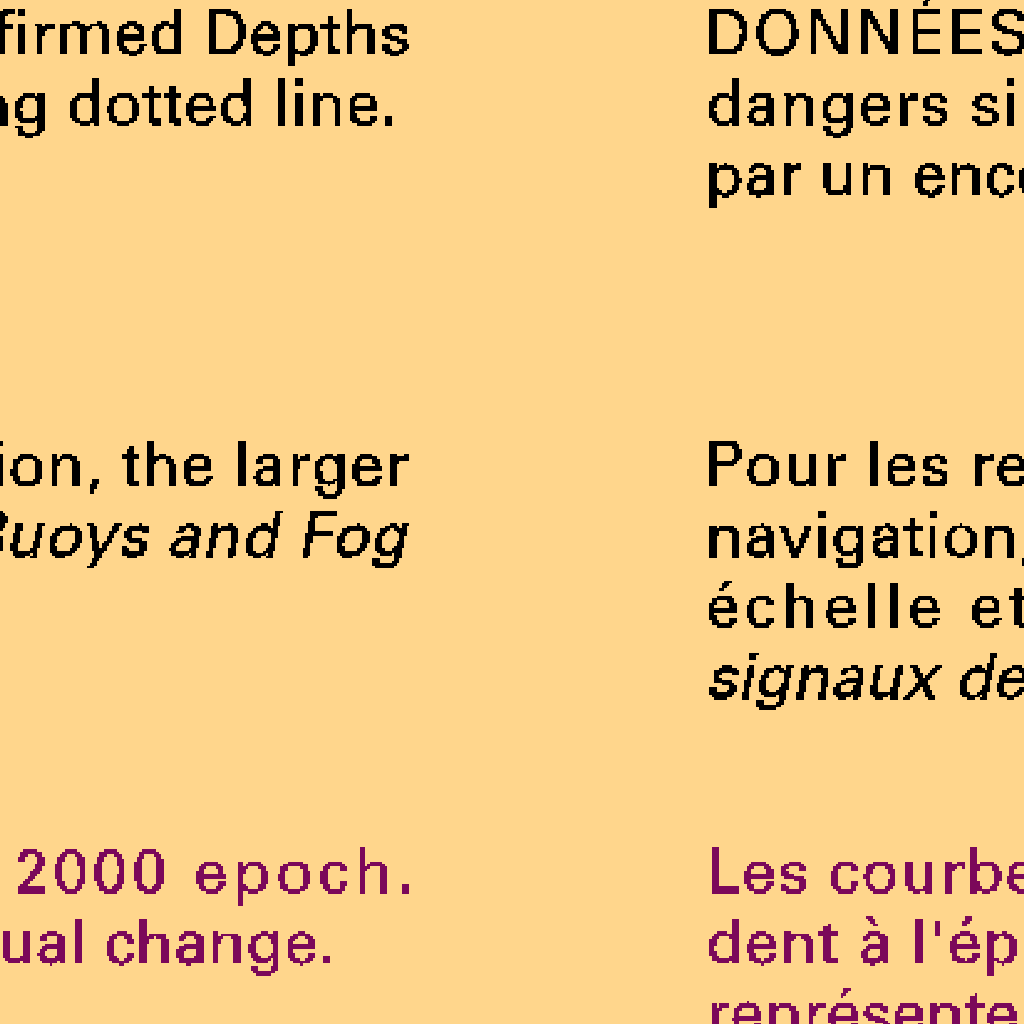 firmed Depths
ng dotted line.
ion, the larger
Buoys and Fog
2000 epoch.
ual change.
DONNÉES
dangers si
par un enc
Pour les re
navigation,
échelle et
signaux de
Les courbe
dent à l'ép
représente